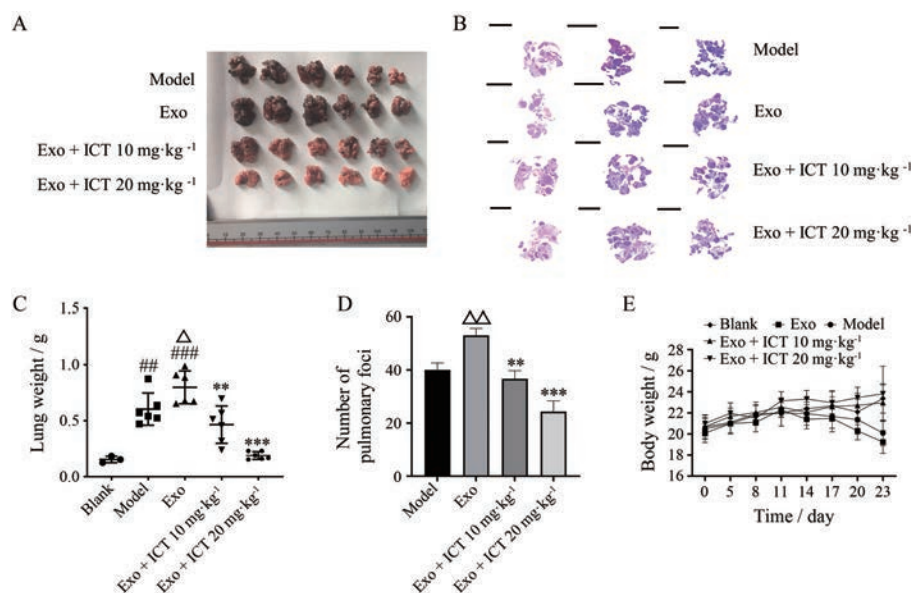 A
Model
Exo
Exo + ICT 10 mg·kg⁻¹
Exo + ICT 20 mg·kg⁻¹
B
Model
Exo
Exo + ICT 10 mg·kg⁻¹
Exo + ICT 20 mg·kg⁻¹
C
Lung weight / g
1.5
1.0
0.5
0.0
##
△
###
**
***
Blank
Model
Exo
Exo + ICT 10 mg·kg⁻¹
Exo + ICT 20 mg·kg⁻¹
D
Number of
pulmonary foci
60
40
20
0
△△
**
***
Model
Exo
Exo + ICT 10 mg·kg⁻¹
Exo + ICT 20 mg·kg⁻¹
E
Blank Exo Model
Exo + ICT 10 mg·kg⁻¹
Exo + ICT 20 mg·kg⁻¹
Body weight / g
28
26
24
22
20
18
16
0 5 8 11 14 17 20 23
Time / day